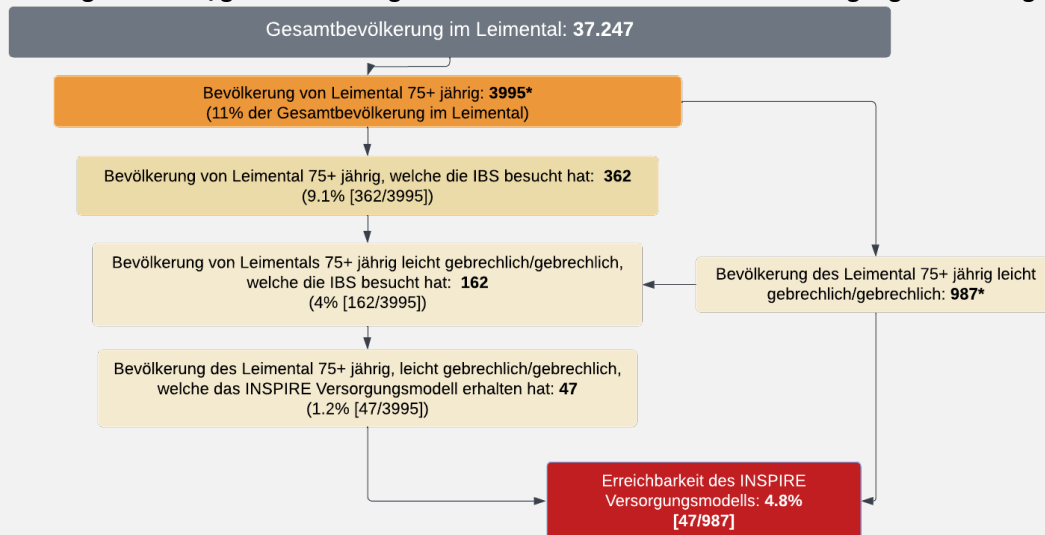 Gesamtbevölkerung im Leimental: 37.247
Bevölkerung von Leimental 75+ jährig: 3995*
(11% der Gesamtbevölkerung im Leimental)
Bevölkerung von Leimental 75+ jährig, welche die IBS besucht hat: 362
(9.1% [362/3995])
Bevölkerung von Leimentals 75+ jährig leicht gebrechlich/gebrechlich,
welche die IBS besucht hat: 162
(4% [162/3995])
Bevölkerung des Leimental 75+ jährig leicht
gebrechlich/gebrechlich: 987*
Bevölkerung des Leimental 75+ jährig, leicht gebrechlich/gebrechlich,
welche das INSPIRE Versorgungsmodell erhalten hat: 47
(1.2% [47/3995])
Erreichbarkeit des INSPIRE
Versorgungsmodells: 4.8%
[47/987]